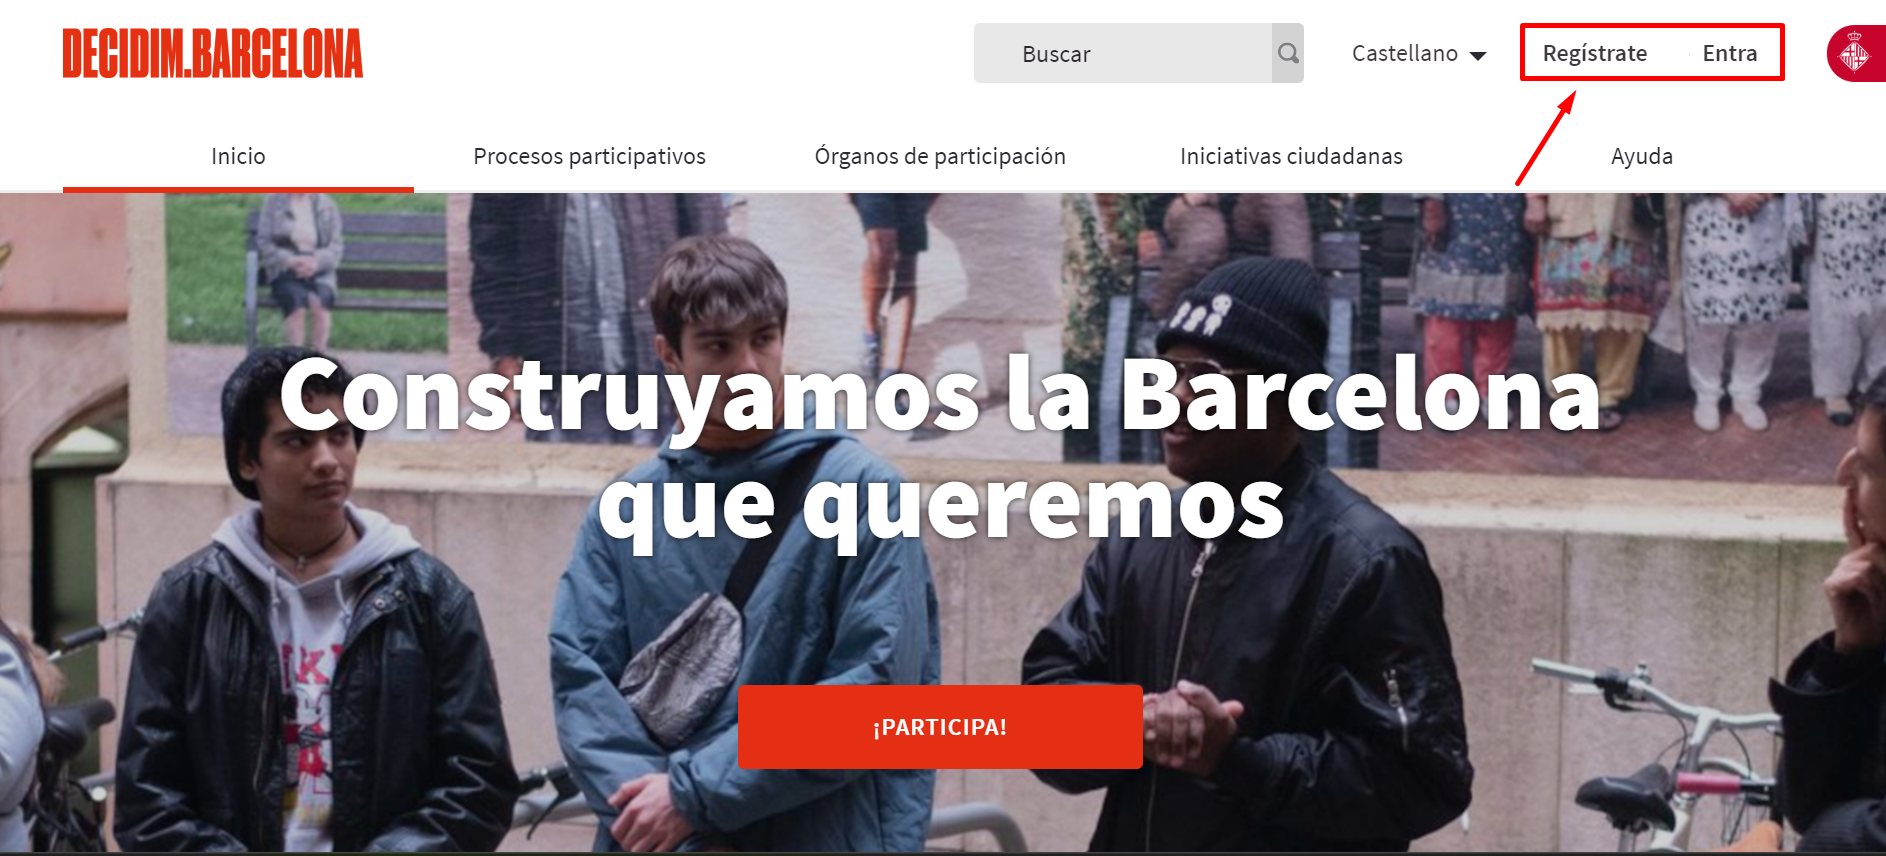 DECIDIM.BARCELONA
Buscar
Castellano
Regístrate Entra
Inicio Procesos participativos Órganos de participación Iniciativas ciudadanas Ayuda
Construyamos la Barcelona
que queremos
¡PARTICIPA!